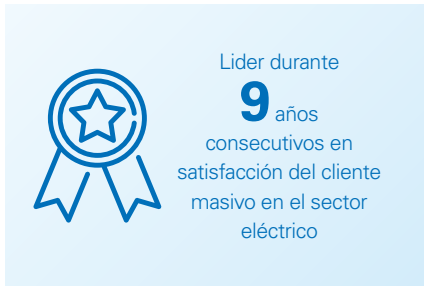 Lider durante
9 años
consecutivos en
satisfacción del cliente
masivo en el sector
eléctrico